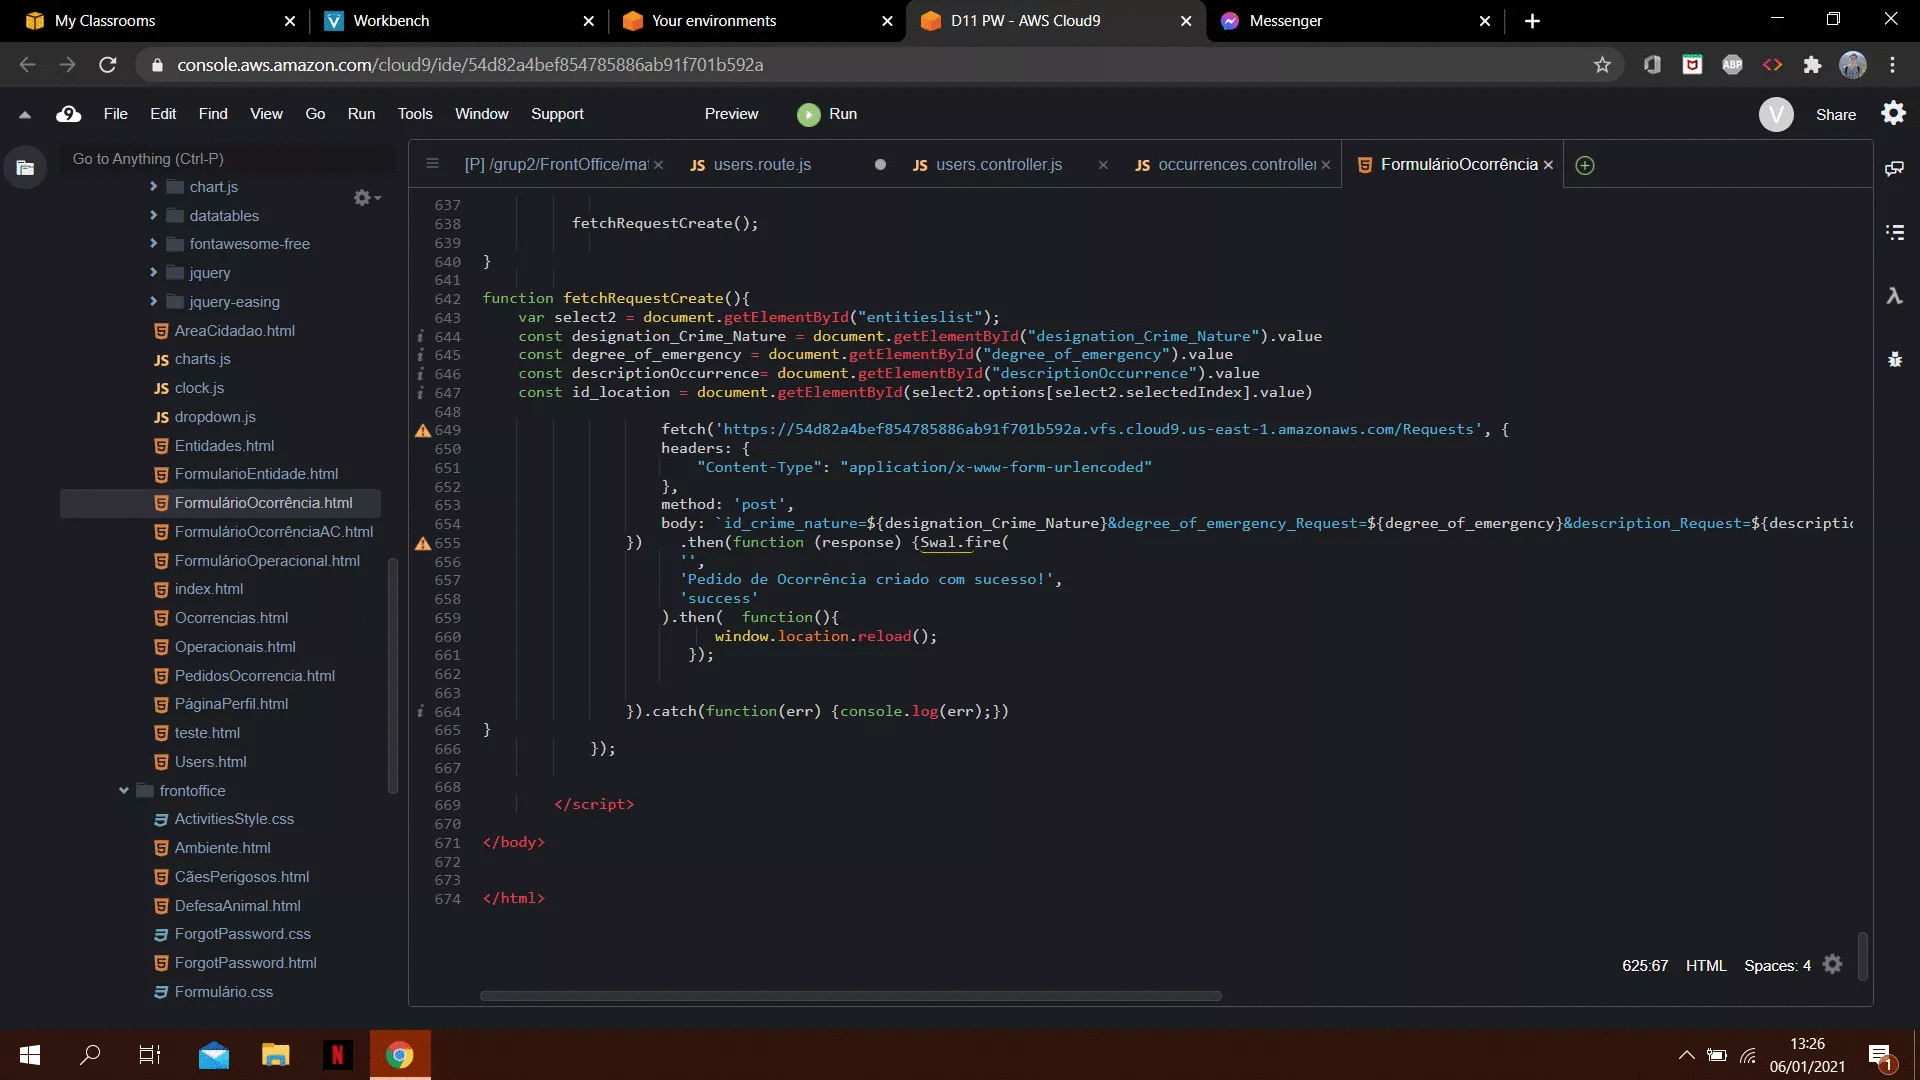 My Classrooms
Workbench
Your environments
D11 PW - AWS Cloud9
Messenger
console.aws.amazon.com/cloud9/ide/54d82a4bef854785886ab91f701b592a
ABP
9 File Edit Find View Go Run Tools Window Support Preview Run
V Share
Go to Anything (Ctrl-P)
[P] /grup2/FrontOffice/ma
JS users.route.js
JS users.controller.js
JS occurrences.controller
FormulárioOcorrência
chart.js
datatables
fontawesome-free
jquery
jquery-easing
AreaCidadao.html
JS charts.js
JS clock.js
JS dropdown.js
Entidades.html
FormularioEntidade.html
FormulárioOcorrência.html
FormulárioOcorrênciaAC.html
FormulárioOperacional.html
index.html
Ocorrencias.html
Operacionais.html
PedidosOcorrencia.html
PáginaPerfil.html
teste.html
Users.html
frontoffice
ActivitiesStyle.css
Ambiente.html
CãesPerigosos.html
DefesaAnimal.html
ForgotPassword.css
ForgotPassword.html
Formulário.css
637
638 fetchRequestCreate();
639
640 }
641
642 function fetchRequestCreate(){
643 var select2 = document.getElementById("entitieslist");
644 const designation_Crime_Nature = document.getElementById("designation_Crime_Nature").value
645 const degree_of_emergency = document.getElementById("degree_of_emergency").value
646 const descriptionOccurrence= document.getElementById("descriptionOccurrence").value
647 const id_location = document.getElementById(select2.options[select2.selectedIndex].value)
648
649 fetch('https://54d82a4bef854785886ab91f701b592a.vfs.cloud9.us-east-1.amazonaws.com/Requests', {
650 headers: {
651 "Content-Type": "application/x-www-form-urlencoded"
652 },
653 method: 'post',
654 body: `id_crime_nature=${designation_Crime_Nature}&degree_of_emergency_Request=${degree_of_emergency}&description_Request=${descriptio
655 }) .then(function (response) {Swal.fire(
656 '',
657 'Pedido de Ocorrência criado com sucesso!',
658 'success'
659 ).then( function(){
660 window.location.reload();
661 });
662
663
664 }).catch(function(err) {console.log(err);})
665 }
666 });
667
668
669 </script>
670
671 </body>
672
673
674 </html>
625:67 HTML Spaces: 4
N
13:26
06/01/2021
1